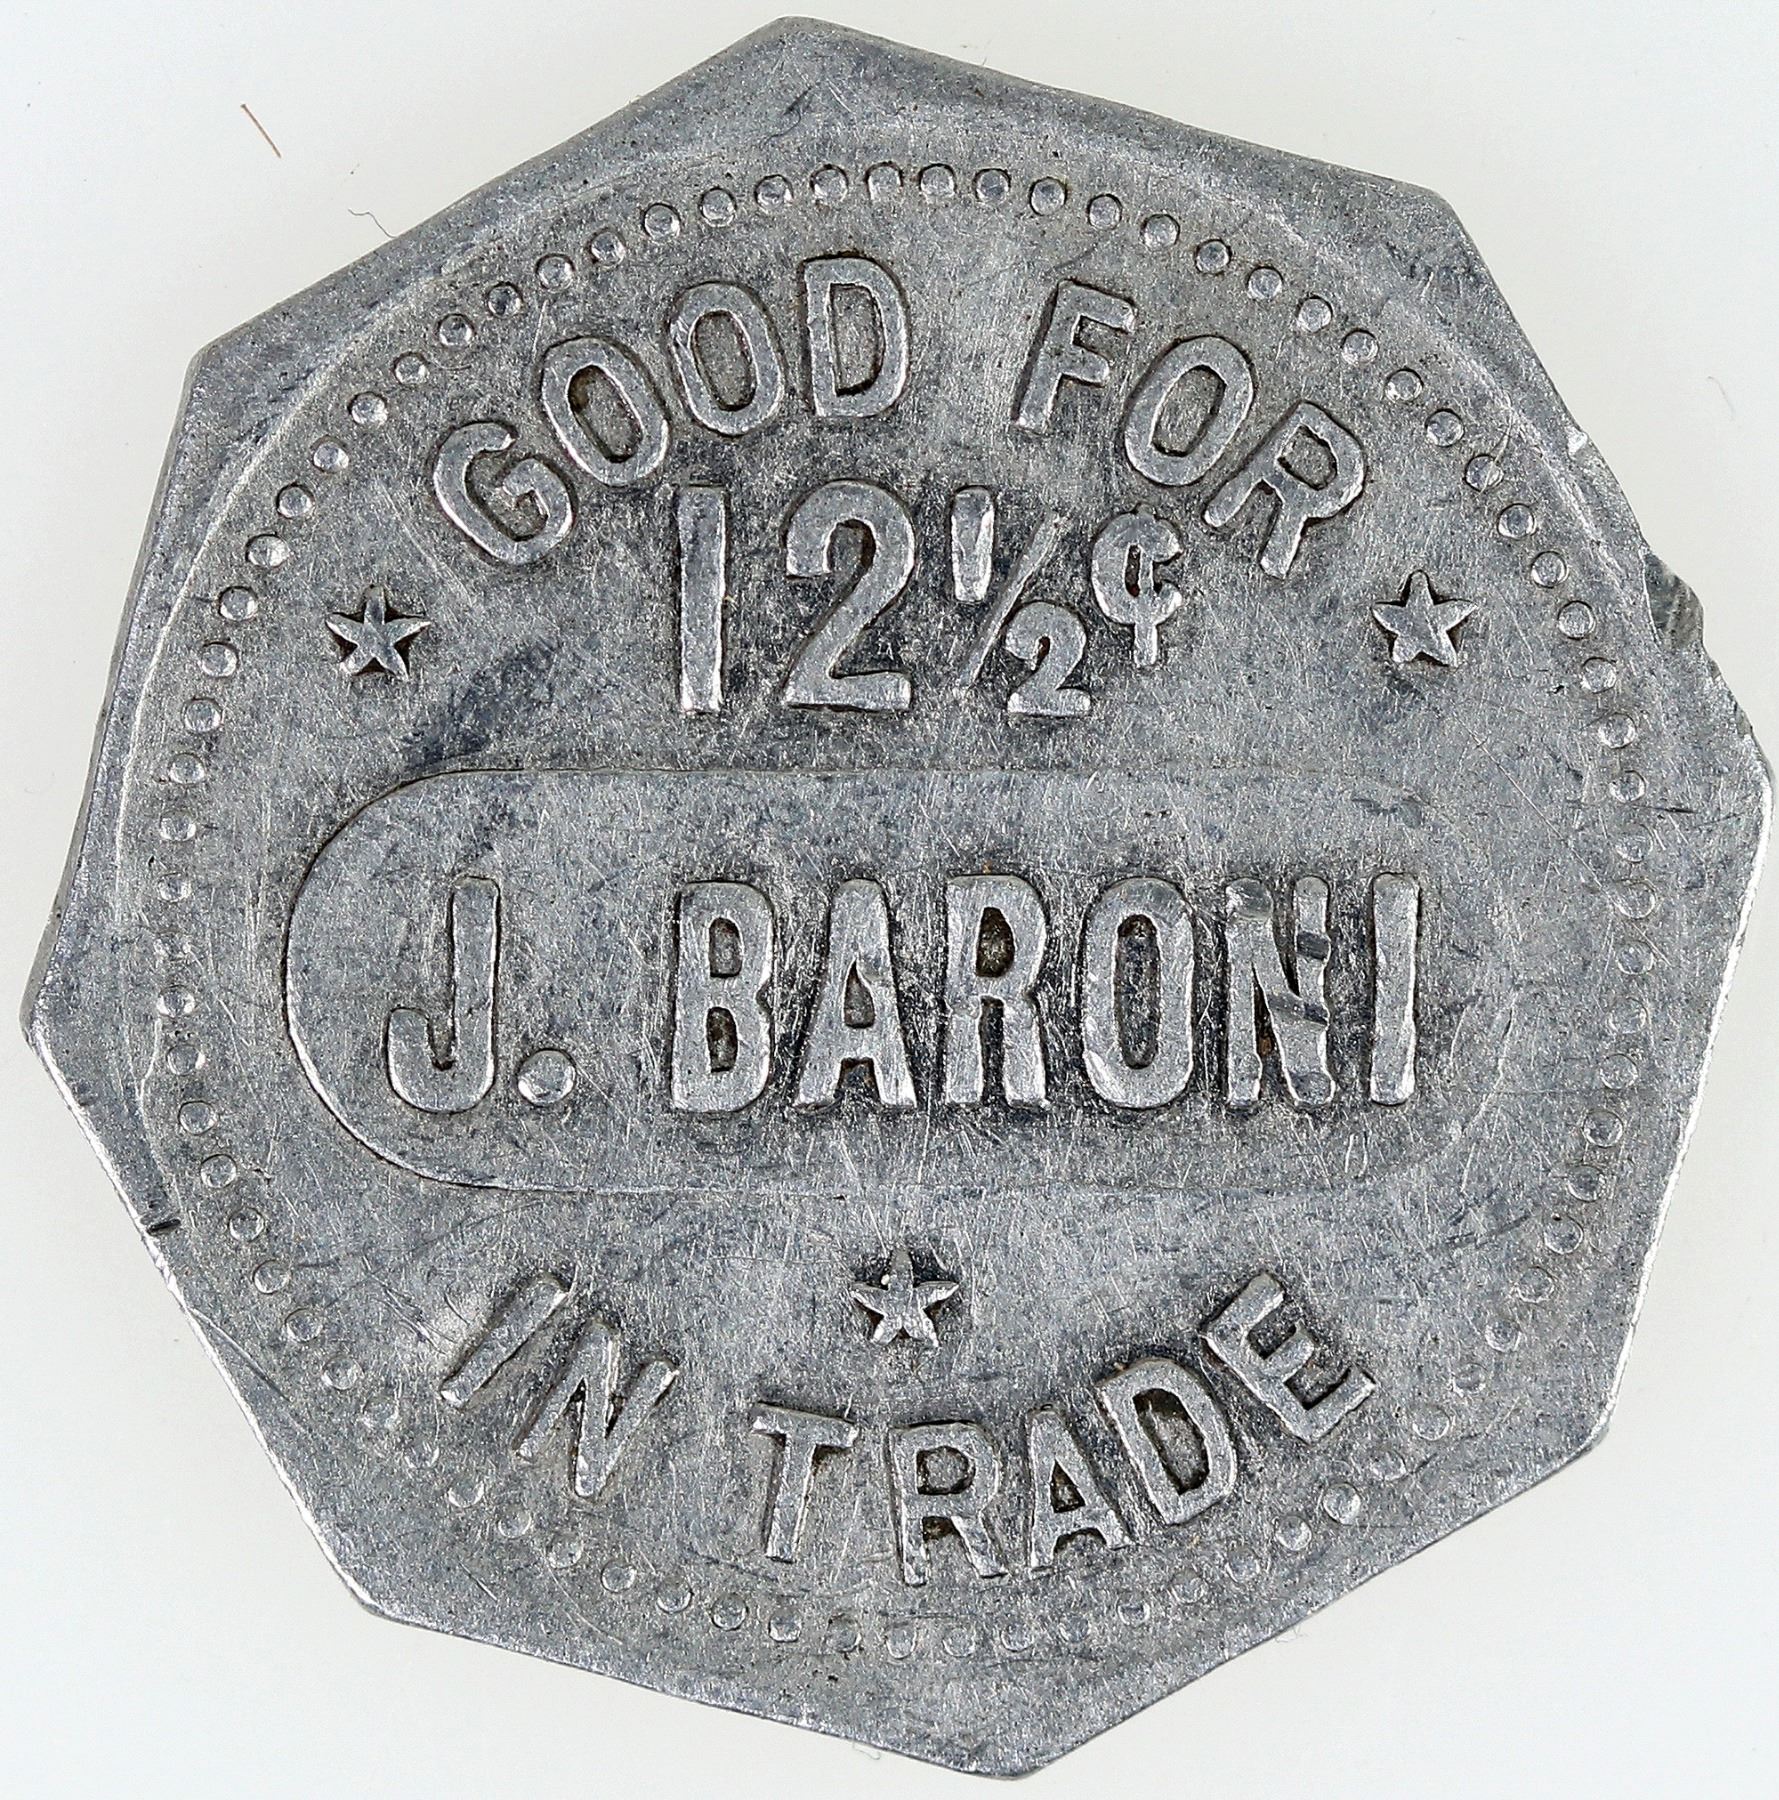 GOOD FOR
12½¢
J. BARONI
IN TRADE